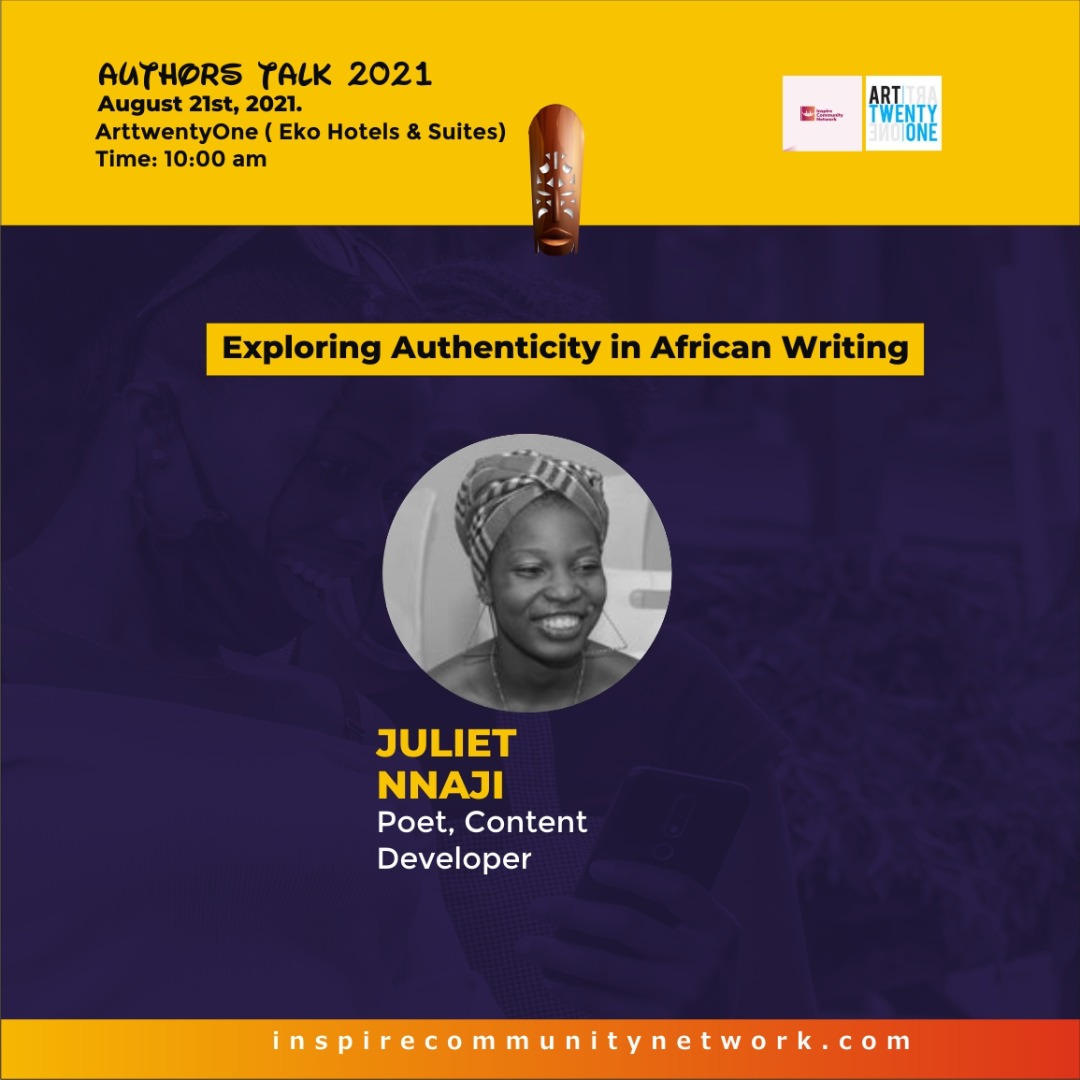 AUTHORS TALK 2021
August 21st, 2021.
ArttwentyOne ( Eko Hotels & Suites)
Time: 10:00 am
Inspire
Community
Network
ART
TWENTY
ONE
Exploring Authenticity in African Writing
JULIET
NNAJI
Poet, Content
Developer
inspirecommunitynetwork.com